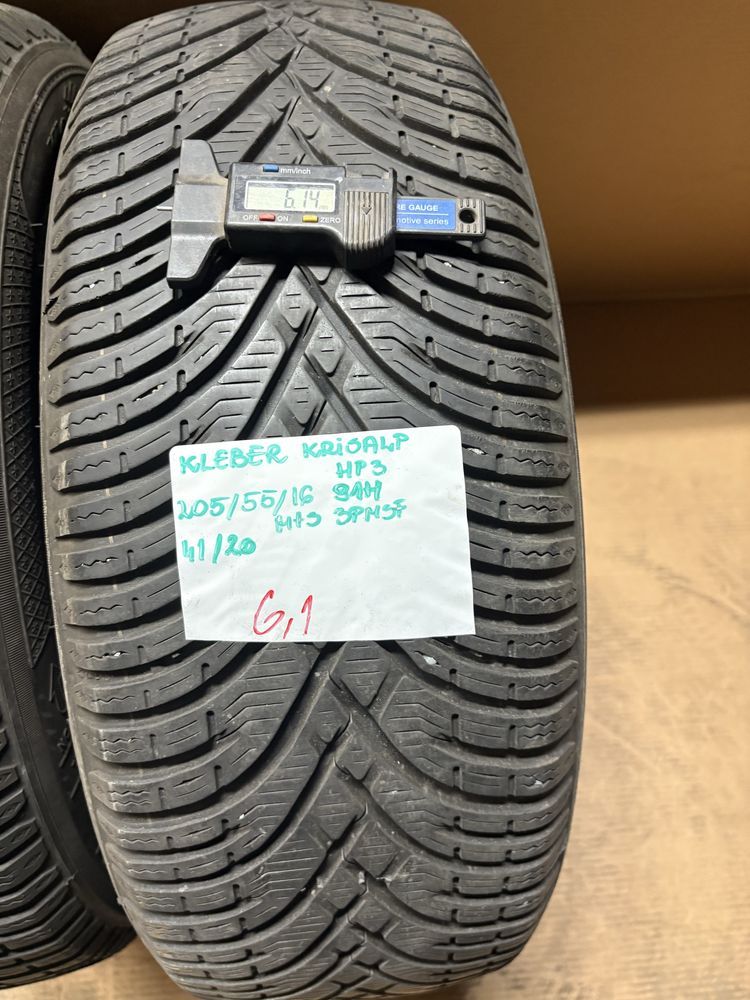 mm/inch
6.14
OFF ON ZERO
RE GAUGE
motive series
KLEBER KRISALP
HP3
205/55/16 91H
M+S 3PMSF
41/20
6,1